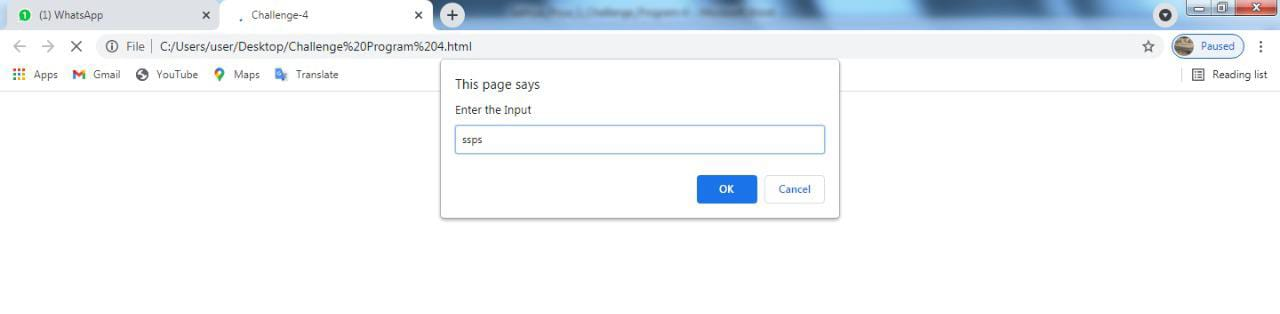 (1) WhatsApp
Challenge-4
File | C:/Users/user/Desktop/Challenge%20Program%204.html
Paused
Apps Gmail YouTube Maps Translate Reading list
This page says
Enter the Input
ssps
OK Cancel